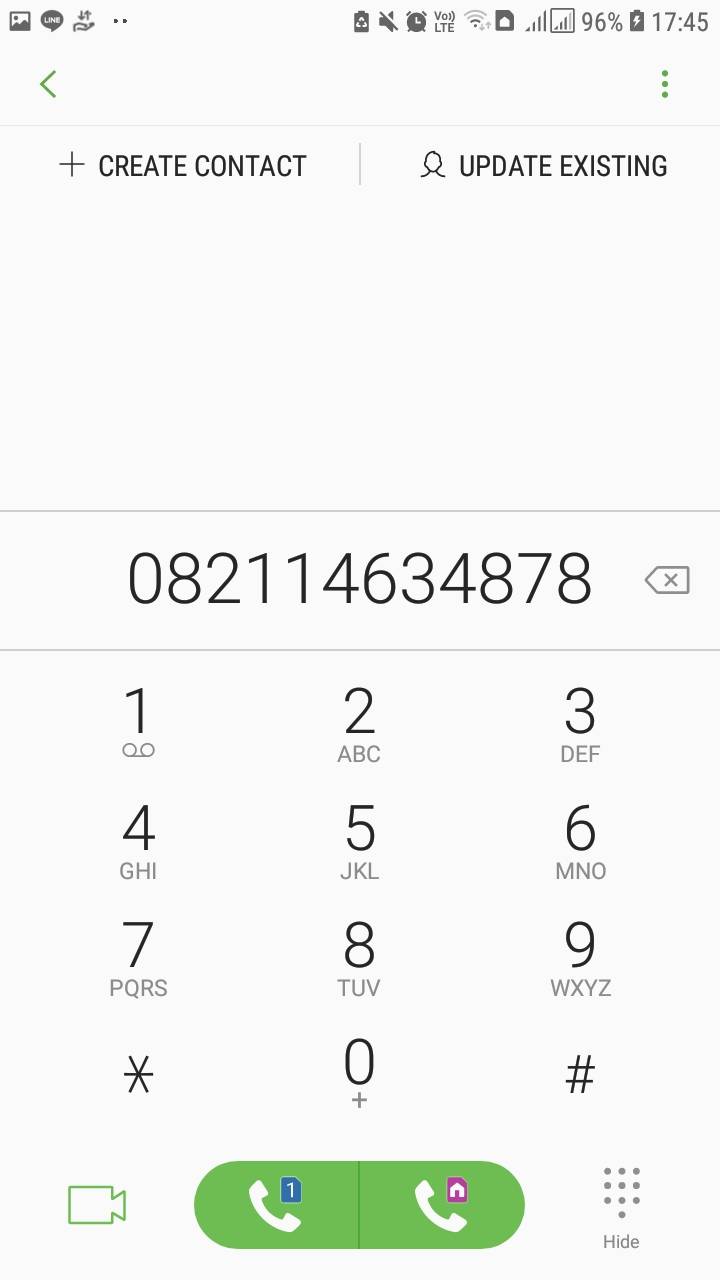 LINE Vo)) LTE 96% 17:45
CREATE CONTACT UPDATE EXISTING
082114634878
1 2 3
ABC DEF
4 5 6
GHI JKL MNO
7 8 9
PQRS TUV WXYZ
* 0 #
+
1
Hide